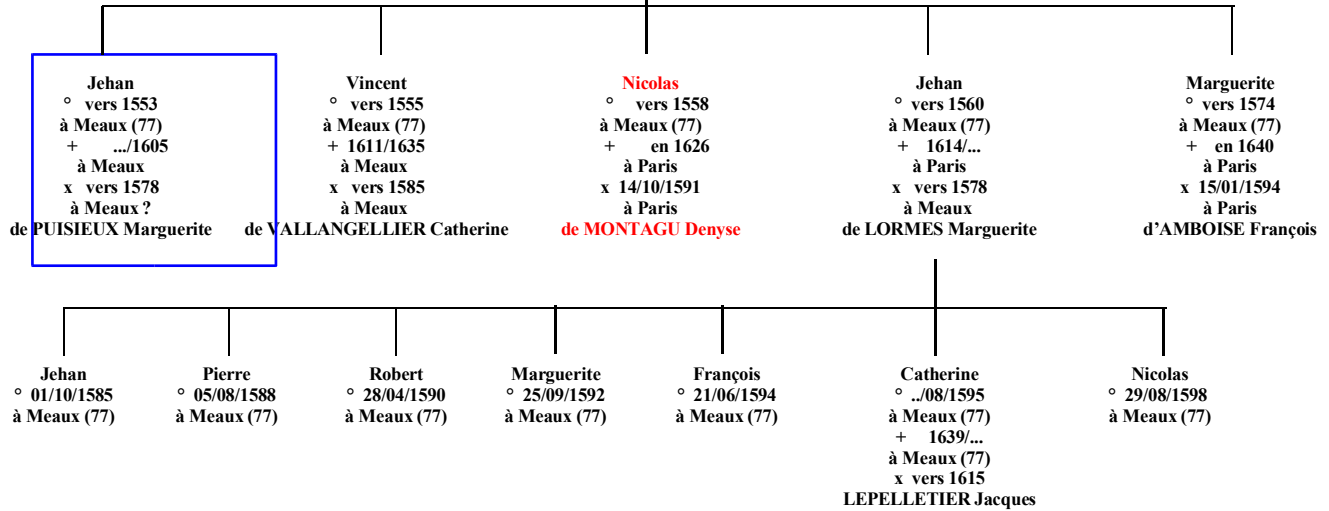 Jehan
° vers 1553
à Meaux (77)
+ .../1605
à Meaux
x vers 1578
à Meaux ?
de PUISIEUX Marguerite
Vincent
° vers 1555
à Meaux (77)
+ 1611/1635
à Meaux
x vers 1585
à Meaux
de VALLANGELLIER Catherine
Nicolas
° vers 1558
à Meaux (77)
+ en 1626
à Paris
x 14/10/1591
à Paris
de MONTAGU Denyse
Jehan
° vers 1560
à Meaux (77)
+ 1614/...
à Paris
x vers 1578
à Meaux
de LORMES Marguerite
Marguerite
° vers 1574
à Meaux (77)
+ en 1640
à Paris
x 15/01/1594
à Paris
d'AMBOISE François
Jehan
° 01/10/1585
à Meaux (77)
Pierre
° 05/08/1588
à Meaux (77)
Robert
° 28/04/1590
à Meaux (77)
Marguerite
° 25/09/1592
à Meaux (77)
François
° 21/06/1594
à Meaux (77)
Catherine
° ../08/1595
à Meaux (77)
+ 1639/...
à Meaux (77)
x vers 1615
LEPELLETIER Jacques
Nicolas
° 29/08/1598
à Meaux (77)